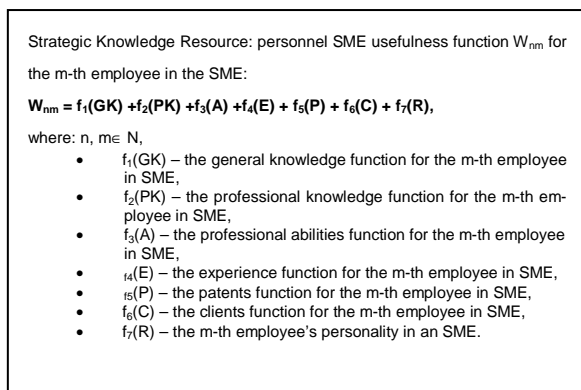 Strategic Knowledge Resource: personnel SME usefulness function Wnm for
the m-th employee in the SME:
Wnm = f1(GK) +f2(PK) +f3(A) +f4(E) + f5(P) + f6(C) + f7(R),
where: n, m∈ N,
• f1(GK) – the general knowledge function for the m-th employee
in SME,
• f2(PK) – the professional knowledge function for the m-th em-
ployee in SME,
• f3(A) – the professional abilities function for the m-th employee
in SME,
• f4(E) – the experience function for the m-th employee in SME,
• f5(P) – the patents function for the m-th employee in SME,
• f6(C) – the clients function for the m-th employee in SME,
• f7(R) – the m-th employee's personality in an SME.